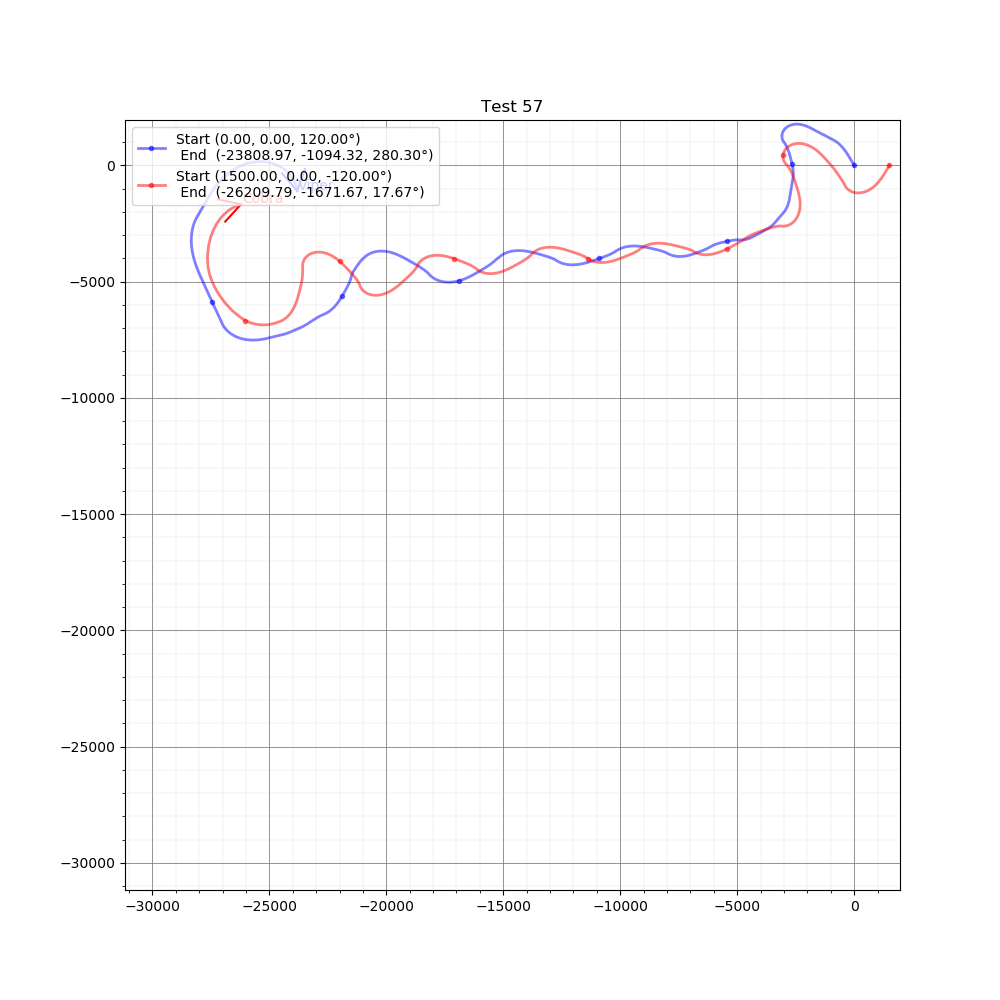 Test 57
Start (0.00, 0.00, 120.00°)
End (-23808.97, -1094.32, 280.30°)
Start (1500.00, 0.00, -120.00°)
End (-26209.79, -1671.67, 17.67°)
Viper
Cobra
0
−5000
−10000
−15000
−20000
−25000
−30000
−30000 −25000 −20000 −15000 −10000 −5000 0